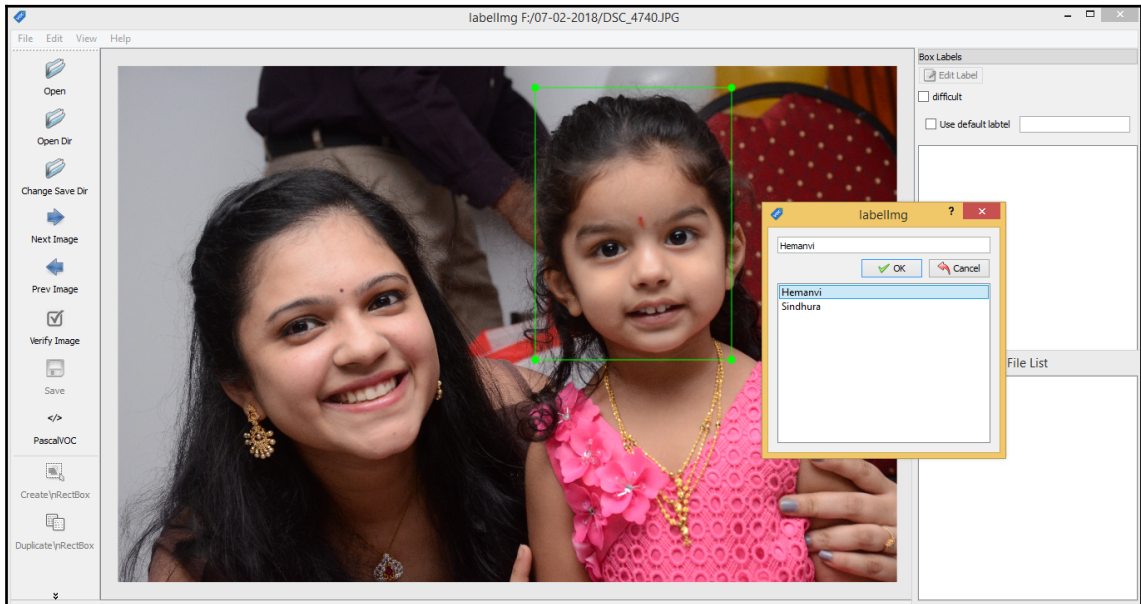 labelImg F:/07-02-2018/DSC_4740.JPG
File Edit View Help
Open
Open Dir
Change Save Dir
Next Image
Prev Image
Verify Image
Save
</>
PascalVOC
Create\nRectBox
Duplicate\nRectBox
Box Labels
Edit Label
difficult
Use default labtel
labelImg ?
Hemanvi
OK Cancel
Hemanvi
Sindhura
File List